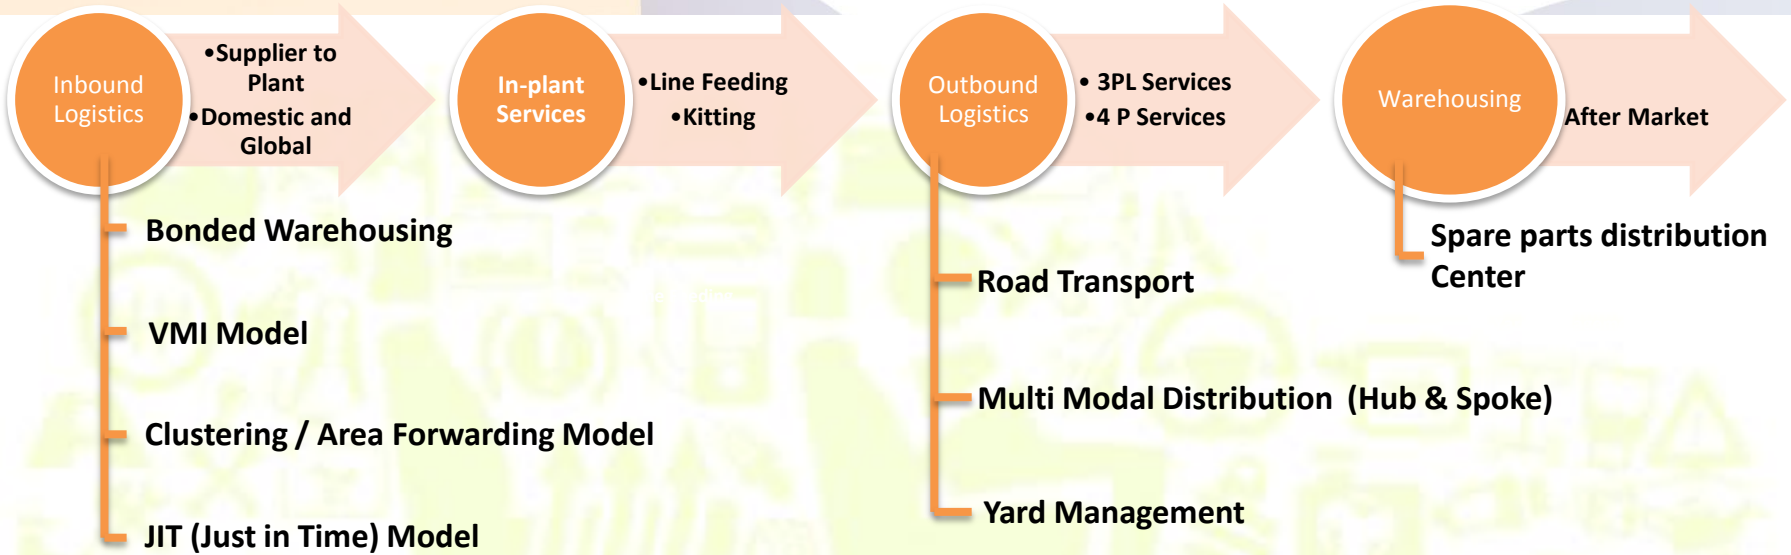 Inbound
Logistics
•Supplier to
Plant
•Domestic and
Global
In-plant
Services
•Line Feeding
•Kitting
Outbound
Logistics
• 3PL Services
•4 P Services
Warehousing
After Market
Bonded Warehousing
VMI Model
Clustering / Area Forwarding Model
JIT (Just in Time) Model
Road Transport
Multi Modal Distribution (Hub & Spoke)
Yard Management
Spare parts distribution
Center